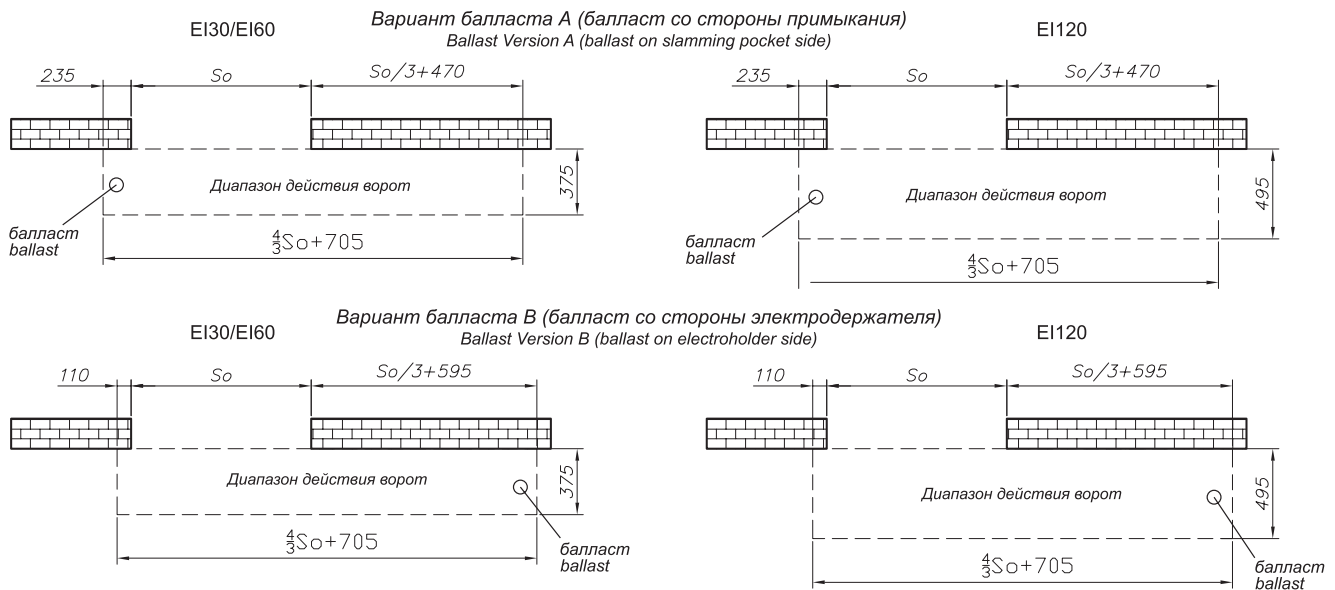 Вариант балласта А (балласт со стороны примыкания)
EI30/EI60
EI120
Ballast Version A (ballast on slamming pocket side)
235
So
So/3+470
235
So
So/3+470
Диапазон действия ворот
375
Диапазон действия ворот
495
балласт
ballast
4/3So+705
балласт
ballast
4/3So+705
Вариант балласта В (балласт со стороны электродержателя)
EI30/EI60
EI120
Ballast Version B (ballast on electroholder side)
110
So
So/3+595
110
So
So/3+595
Диапазон действия ворот
375
Диапазон действия ворот
495
4/3So+705
балласт
ballast
4/3So+705
балласт
ballast